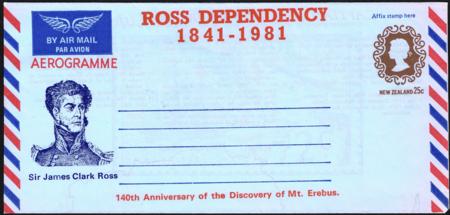 ROSS DEPENDENCY
1841-1981
Affix stamp here
BY AIR MAIL
PAR AVION
AEROGRAMME
NEW ZEALAND 25c
Sir James Clark Ross
140th Anniversary of the Discovery of Mt. Erebus.